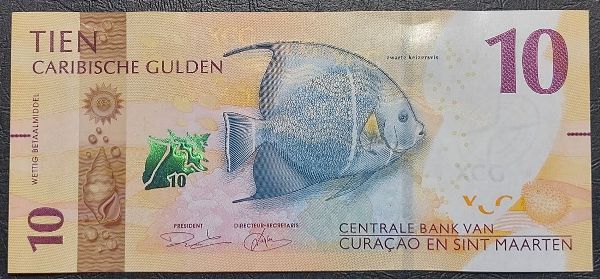 TIEN
CARIBISCHE GULDEN
zwarte keizervis
10
WETTIG BETAALMIDDEL
10
10
PRESIDENT DIRECTEUR-SECRETARIS
CENTRALE BANK VAN
CURAÇAO EN SINT MAARTEN